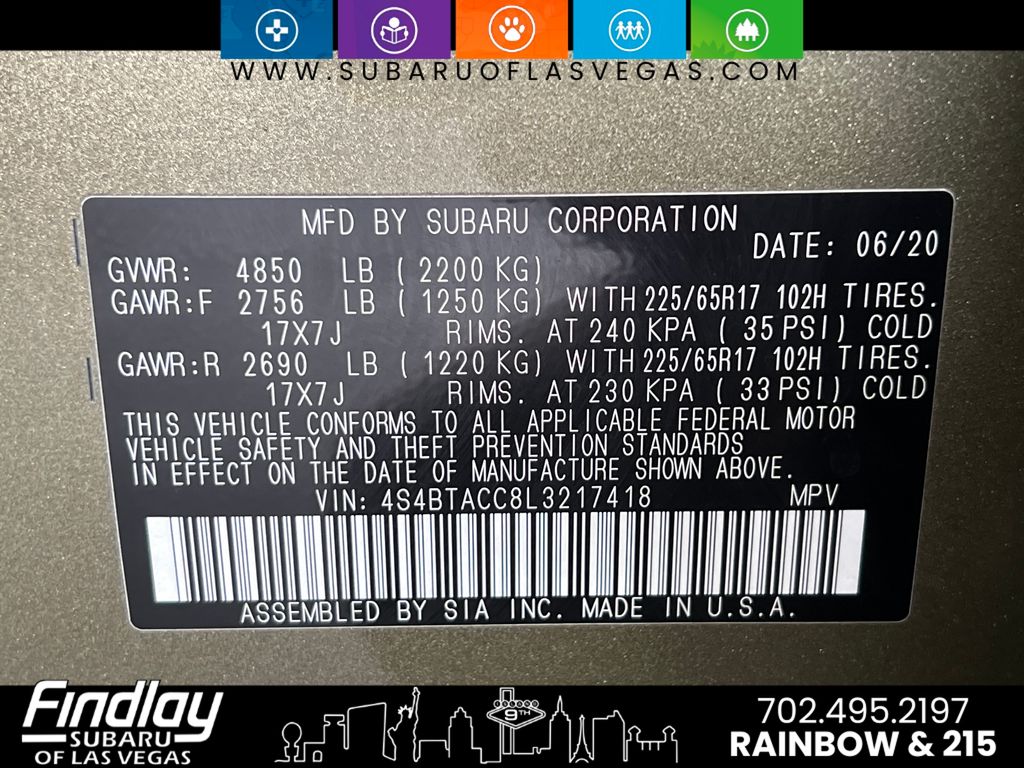 WWW.SUBARUOFLASVEGAS.COM
MFD BY SUBARU CORPORATION
DATE: 06/20
GVWR: 4850 LB ( 2200 KG)
GAWR:F 2756 LB ( 1250 KG) WITH 225/65R17 102H TIRES.
17X7J RIMS. AT 240 KPA ( 35 PSI) COLD
GAWR:R 2690 LB ( 1220 KG) WITH 225/65R17 102H TIRES.
17X7J RIMS. AT 230 KPA ( 33 PSI) COLD
THIS VEHICLE CONFORMS TO ALL APPLICABLE FEDERAL MOTOR
VEHICLE SAFETY AND THEFT PREVENTION STANDARDS
IN EFFECT ON THE DATE OF MANUFACTURE SHOWN ABOVE.
VIN: 4S4BTACC8L3217418 MPV
ASSEMBLED BY SIA INC. MADE IN U.S.A.
Findlay
SUBARU
OF LAS VEGAS
9TH
702.495.2197
RAINBOW & 215